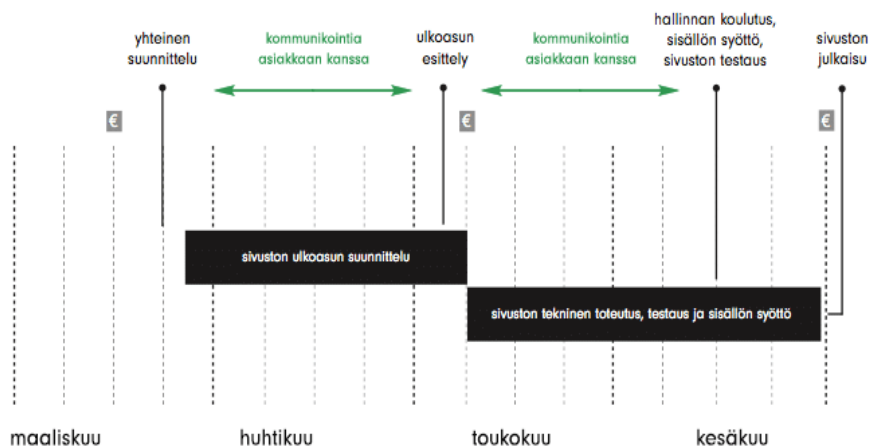 yhteinen
suunnittelu
kommunikointia
asiakkaan kanssa
ulkoasun
esittely
kommunikointia
asiakkaan kanssa
hallinnan koulutus,
sisällön syöttö,
sivuston testaus
sivuston
julkaisu
€
€
€
sivuston ulkoasun suunnittelu
sivuston tekninen toteutus, testaus ja sisällön syöttö
maaliskuu
huhtikuu
toukokuu
kesäkuu